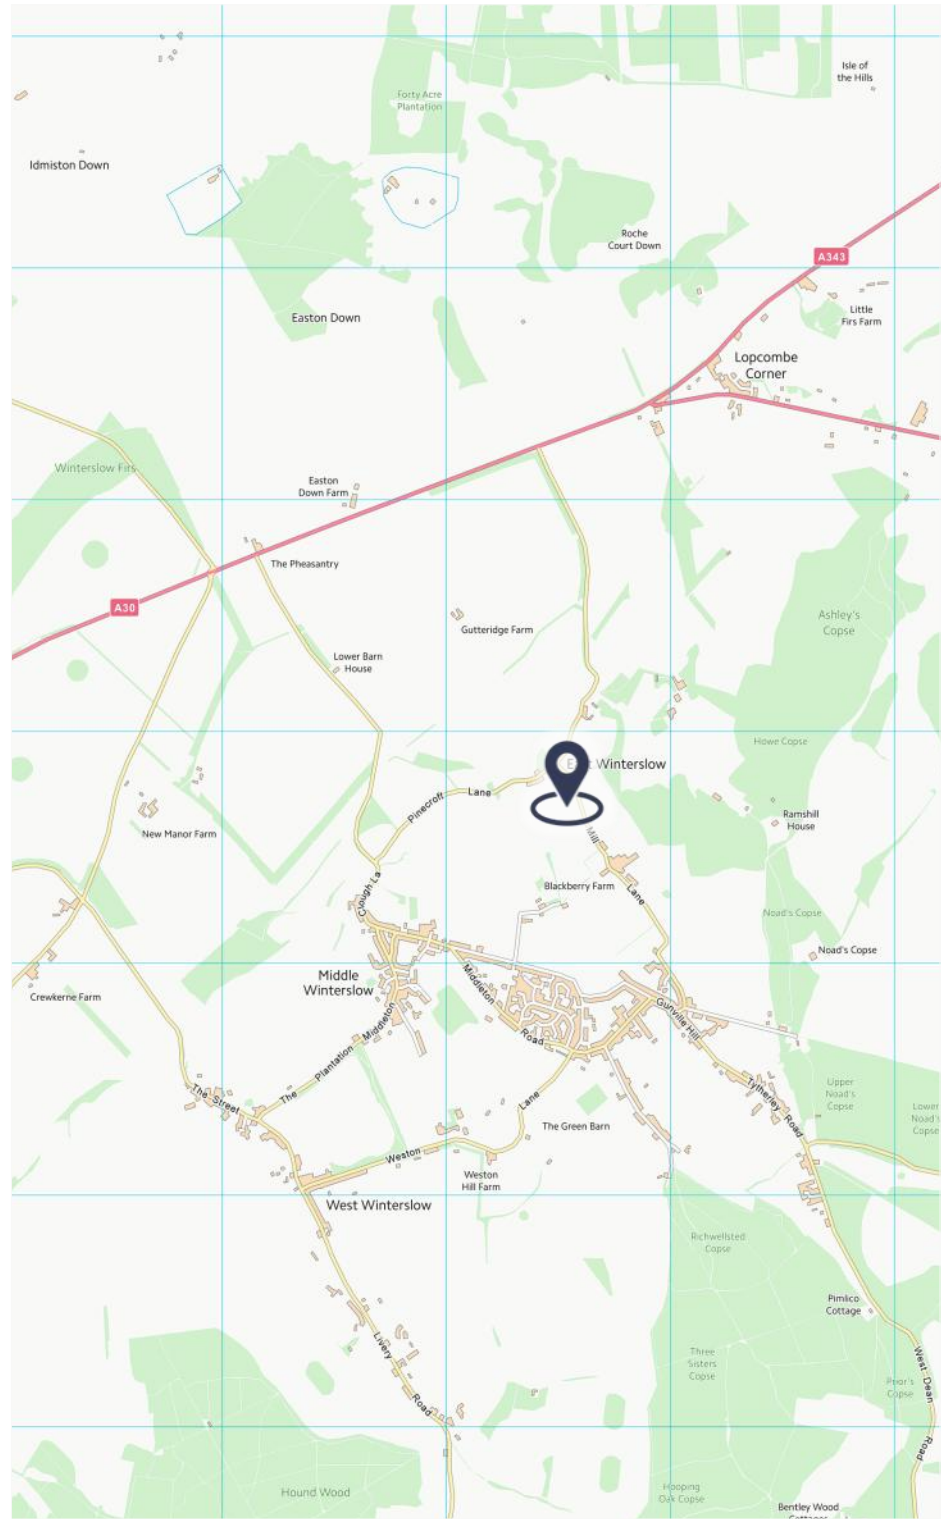 Isle of
the Hills
Forty Acre
Plantation
Idmiston Down
Roche
Court Down
A343
Easton Down
Little
Firs Farm
Lopcombe
Corner
Winterslow Firs
Easton
Down Farm
The Pheasantry
A30
Ashley's
Copse
Gutteridge Farm
Lower Barn
House
Howe Copse
Winterslow
Pinecroft Lane
Ramshill
House
New Manor Farm
Mill Lane
Blackberry Farm
Clough La
Noad's Copse
Noad's Copse
Middle
Winterslow
Middleton Road
Crewkerne Farm
Gunville Hill
The Plantation Middleton
Tytherley Road
Upper
Noad's
Copse
The Street
Lower
Noad's
Copse
The Green Barn
Weston Lane
Weston
Hill Farm
West Winterslow
Richwellsted
Copse
Pimlico
Cottage
Livery Road
Three
Sisters
Copse
West Dean Road
Prior's
Copse
Hound Wood
Hooping
Oak Copse
Bentley Wood